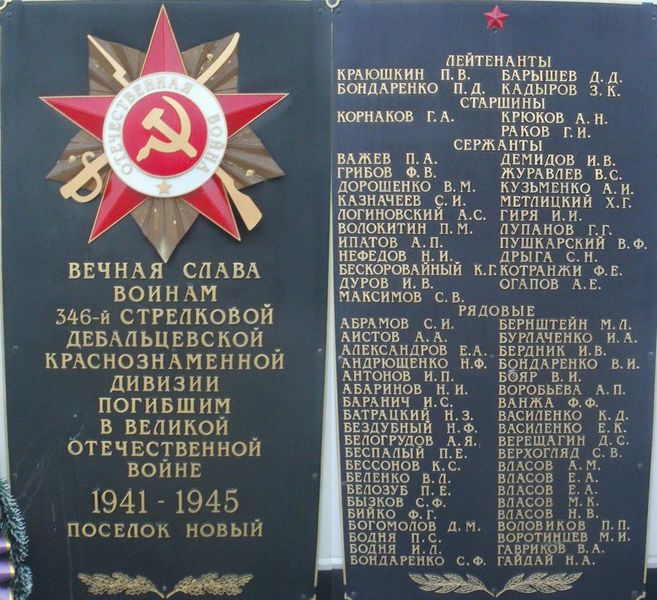 ОТЕЧЕСТВЕННАЯ ВОЙНА
ВЕЧНАЯ СЛАВА
ВОИНАМ
346-й СТРЕЛКОВОЙ
ДЕБАЛЬЦЕВСКОЙ
КРАСНОЗНАМЕННОЙ
ДИВИЗИИ
ПОГИБШИМ
В ВЕЛИКОЙ
ОТЕЧЕСТВЕННОЙ
ВОЙНЕ
1941 - 1945
ПОСЕЛОК НОВЫЙ
ЛЕЙТЕНАНТЫ
КРАЮШКИН П.В. БАРЫШЕВ Д.Д.
БОНДАРЕНКО П.Д. КАДЫРОВ З.К.
СТАРШИНЫ
КОРНАКОВ Г.А. КРЮКОВ А.Н.
РАКОВ Г.И.
СЕРЖАНТЫ
ВАЖЕВ П.А. ДЕМИДОВ И.В.
ГРИБОВ Ф.В. ЖУРАВЛЕВ В.С.
ДОРОШЕНКО В.М. КУЗЬМЕНКО А.И.
КАЗНАЧЕЕВ С.И. МЕТЛИЦКИЙ Х.Г.
ЛОГИНОВСКИЙ А.С. ГИРЯ И.И.
ВОЛОКИТИН П.М. ЛУПАНОВ Г.Г.
ИПАТОВ А.П. ПУШКАРСКИЙ В.Ф.
НЕФЕДОВ Н.И. ДРЫГА С.Н.
БЕСКОРОВАЙНЫЙ К.Г. КОТРАНЖИ Ф.Е.
ДУРОВ И.В. ОГАПОВ А.Е.
МАКСИМОВ С.В.
РЯДОВЫЕ
АБРАМОВ С.И. БЕРНШТЕЙН М.Л.
АИСТОВ А.А. БУРЛАЧЕНКО И.А.
АЛЕКСАНДРОВ Е.А. БЕРДНИК И.В.
АНДРЮЩЕНКО Н.Ф. БОНДАРЕНКО В.И.
АНТОНОВ И.П. БОЯР В.И.
АБАРИНОВ Н.И. ВОРОБЬЕВА А.П.
БАРАНИЧ И.С. ВАНЖА Ф.Ф.
БАТРАЦКИЙ Н.З. ВАСИЛЕНКО К.Д.
БЕЗДУБНЫЙ Н.Ф. ВАСИЛЕНКО Е.К.
БЕЛОГРУДОВ А.Я. ВЕРЕЩАГИН Д.С.
БЕСПАЛЫЙ П.Е. ВЕРХОГЛЯД С.В.
БЕССОНОВ К.С. ВЛАСОВ А.М.
БЕЛЕНКО В.Л. ВЛАСОВ Е.А.
БЕЛОЗУБ П.Е. ВЛАСОВ Е.А.
БЫЗКОВ С.Ф. ВЛАСОВ М.К.
БИЙКО Ф.Г. ВЛАСОВ Н.В.
БОГОМОЛОВ Д.М. ВОЛОВИКОВ П.П.
БОДНЯ П.С. ВОРОТИНЦЕВ М.И.
БОДНЯ И.Л. ГАВРИКОВ В.А.
БОНДАРЕНКО С.Ф. ГАЙДАЙ Н.А.